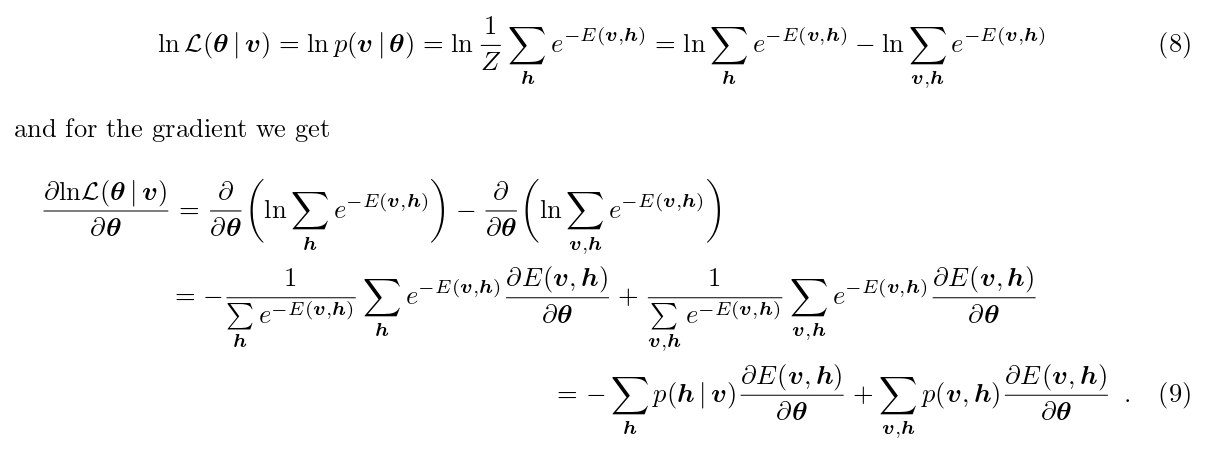 ln ℒ(θ | v) = ln p(v | θ) = ln 1/Z ∑_h e^{−E(v,h)} = ln ∑_h e^{−E(v,h)} − ln ∑_{v,h} e^{−E(v,h)} (8)
and for the gradient we get
∂ln ℒ(θ | v)/∂θ = ∂/∂θ (ln ∑_h e^{−E(v,h)}) − ∂/∂θ (ln ∑_{v,h} e^{−E(v,h)})
= − 1/(∑_h e^{−E(v,h)}) ∑_h e^{−E(v,h)} ∂E(v,h)/∂θ + 1/(∑_{v,h} e^{−E(v,h)}) ∑_{v,h} e^{−E(v,h)} ∂E(v,h)/∂θ
= − ∑_h p(h | v) ∂E(v,h)/∂θ + ∑_{v,h} p(v,h) ∂E(v,h)/∂θ . (9)